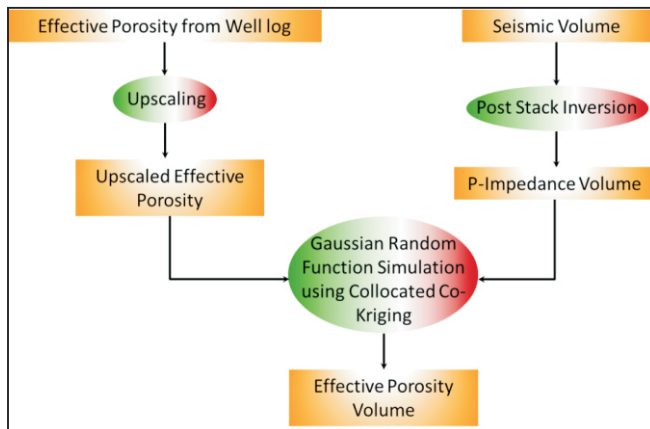 Effective Porosity from Well log
Seismic Volume
Upscaling
Post Stack Inversion
Upscaled Effective
Porosity
P-Impedance Volume
Gaussian Random
Function Simulation
using Collocated Co-
Kriging
Effective Porosity
Volume